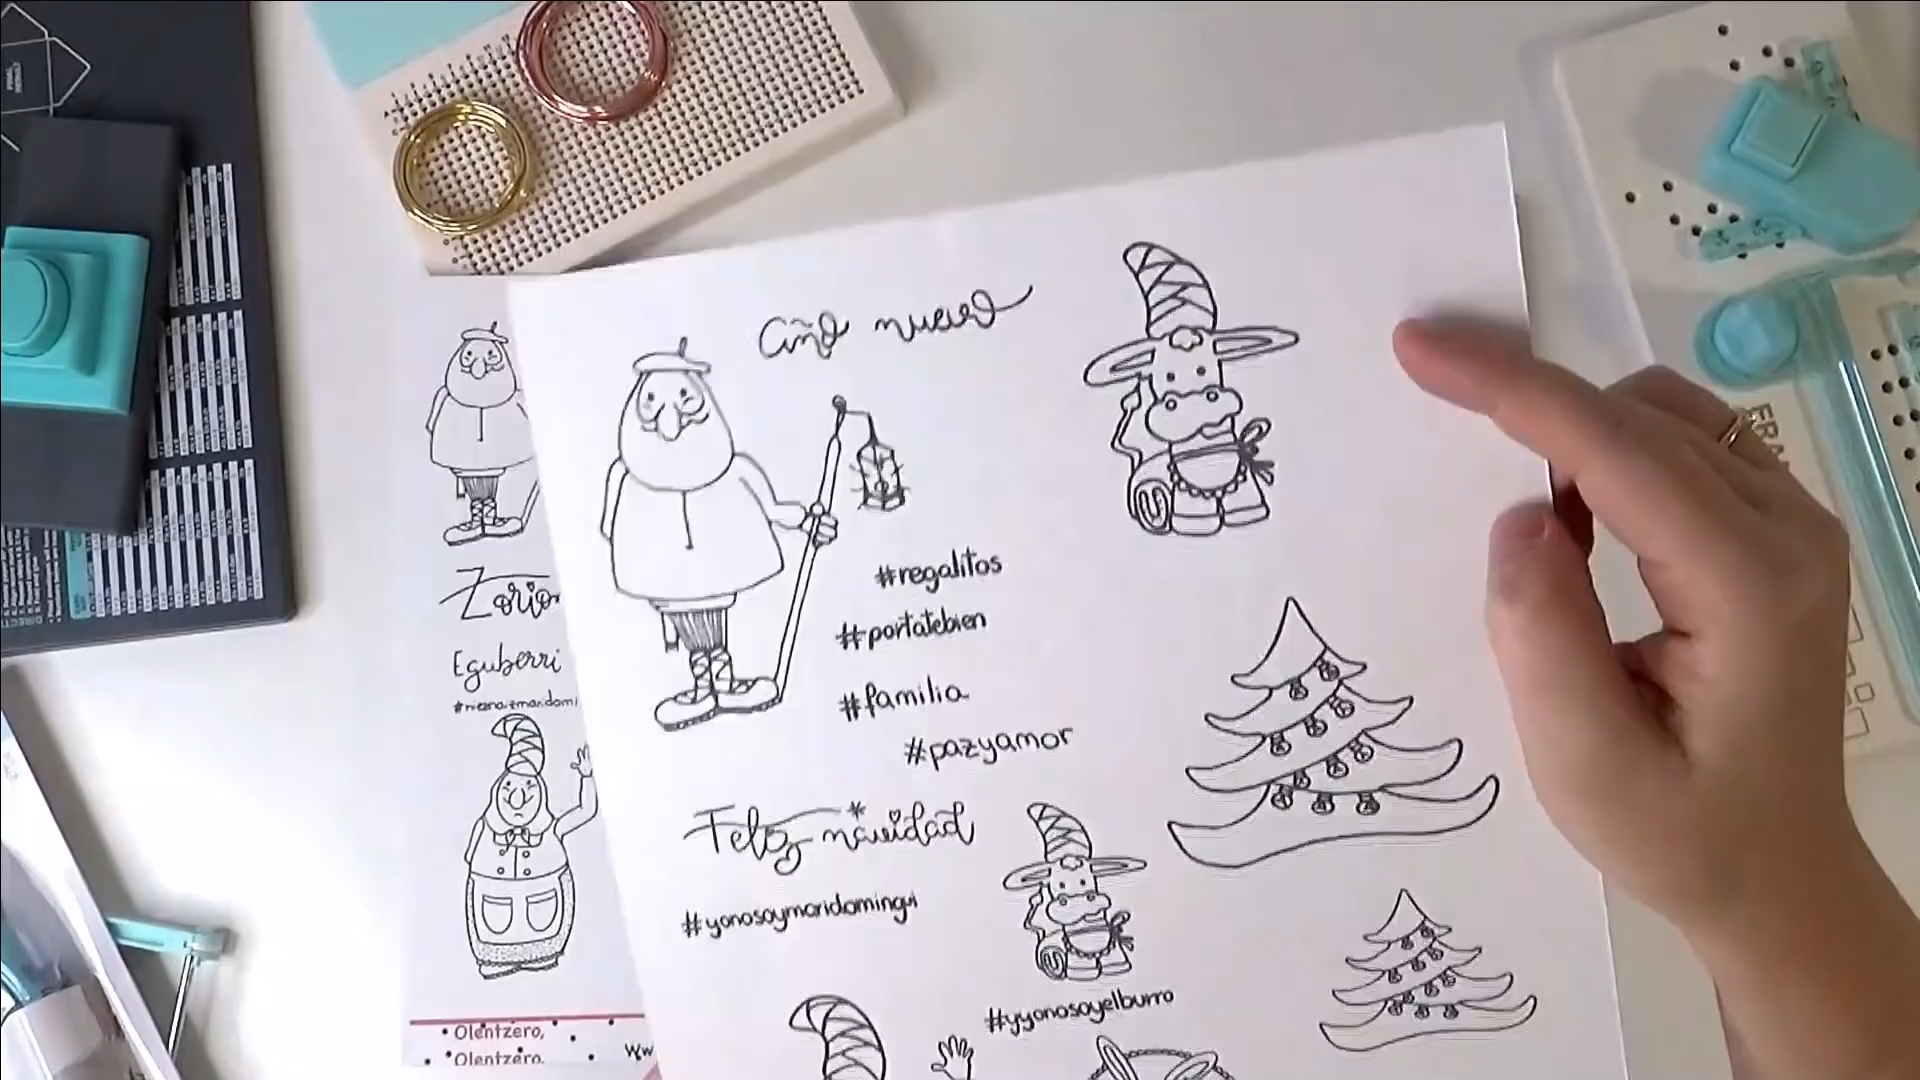 año nuevo
#regalitos
#portatebien
#familia
#pazyamor
Feliz navidad
#yonosoymaridomingui
#yyonosoyelburro
Zorion
Eguberri
Olentzero,
Olentzero.